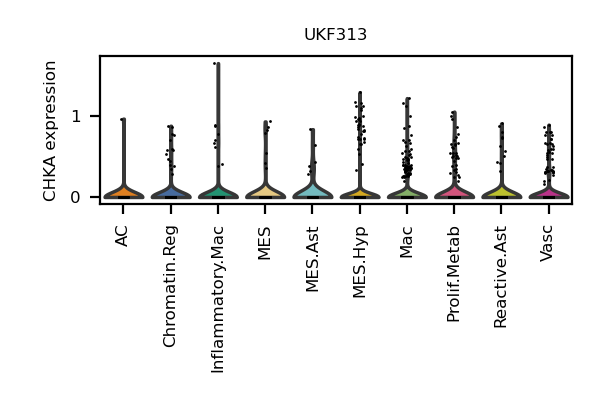 UKF313
CHKA expression
1
0
AC
Chromatin.Reg
Inflammatory.Mac
MES
MES.Ast
MES.Hyp
Mac
Prolif.Metab
Reactive.Ast
Vasc